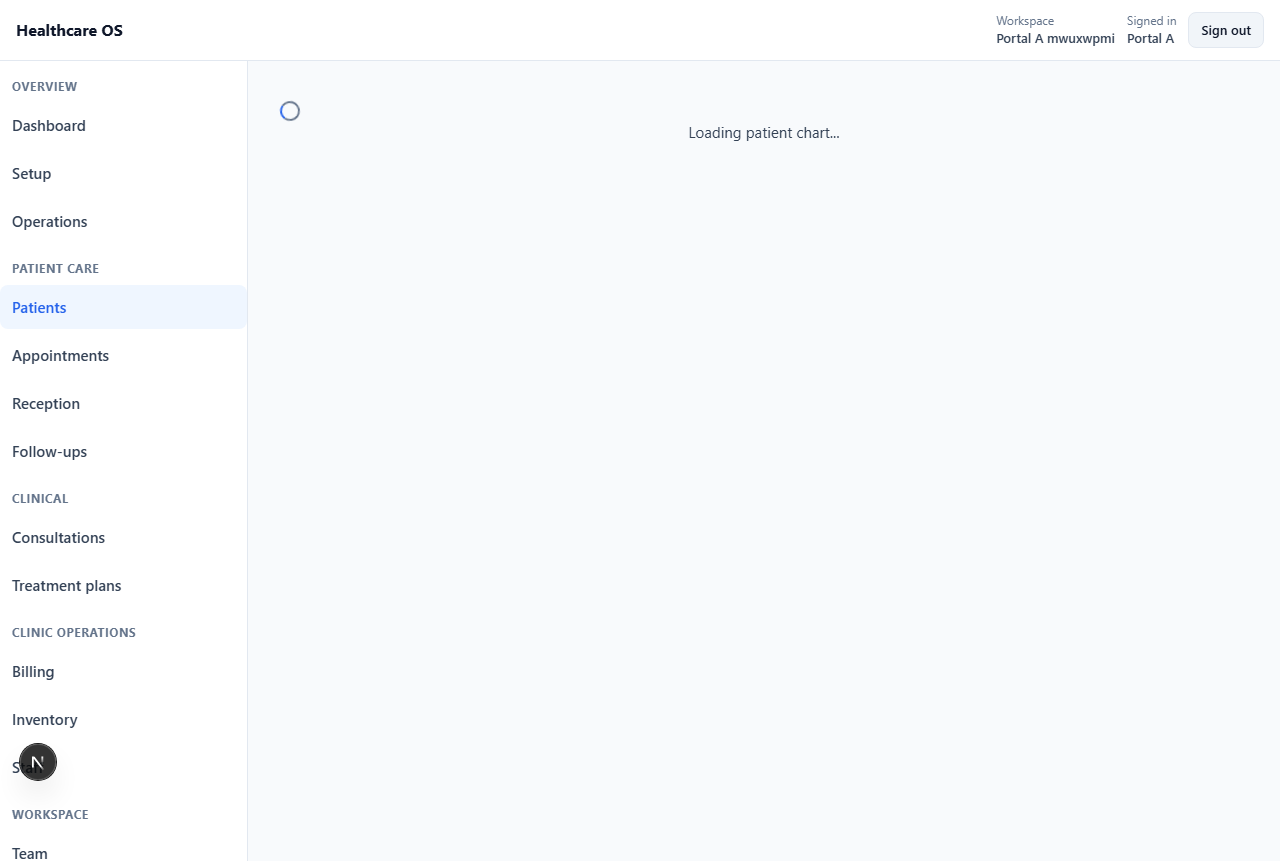 Healthcare OS
Workspace
Portal A mwuxwpmi
Signed in
Portal A
Sign out
OVERVIEW
Dashboard
Setup
Operations
PATIENT CARE
Patients
Appointments
Reception
Follow-ups
CLINICAL
Consultations
Treatment plans
CLINIC OPERATIONS
Billing
Inventory
Staff
N
WORKSPACE
Team
Loading patient chart...